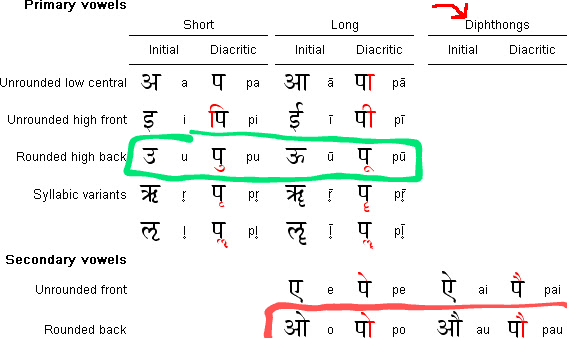 Primary vowels
Short Long Diphthongs
Initial Diacritic Initial Diacritic Initial Diacritic
Unrounded low central अ a प pa आ ā पा pā
Unrounded high front इ i पि pi ई ī पी pī
Rounded high back उ u पु pu ऊ ū पू pū
Syllabic variants ऋ ṛ पृ pṛ ॠ ṝ पॄ pṝ
ऌ ḷ पॢ pḷ ॡ ḹ पॣ pḹ
Secondary vowels
Unrounded front ए e पे pe ऐ ai पै pai
Rounded back ओ o पो po औ au पौ pau